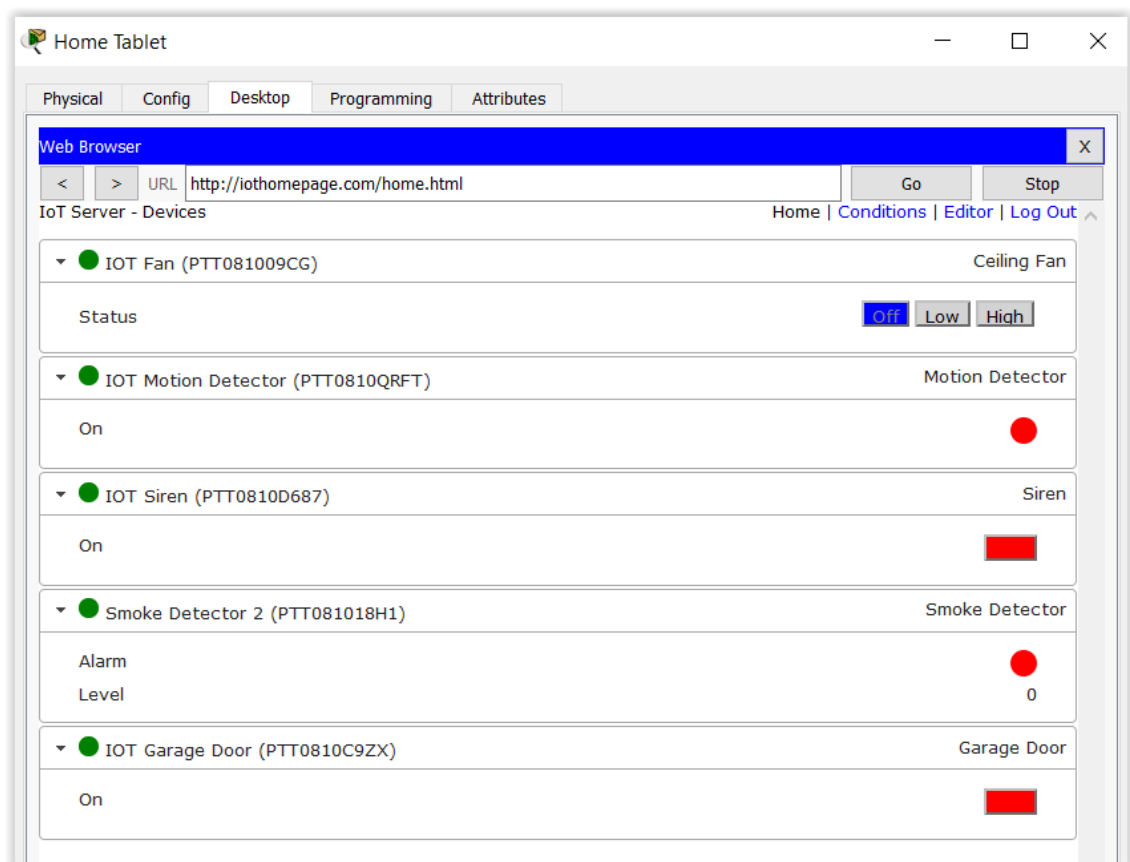 Home Tablet
Physical Config Desktop Programming Attributes
Web Browser X
< > URL http://iothomepage.com/home.html Go Stop
IoT Server - Devices Home | Conditions | Editor | Log Out
IOT Fan (PTT081009CG) Ceiling Fan
Status Off Low High
IOT Motion Detector (PTT0810QRFT) Motion Detector
On
IOT Siren (PTT0810D687) Siren
On
Smoke Detector 2 (PTT081018H1) Smoke Detector
Alarm
Level 0
IOT Garage Door (PTT0810C9ZX) Garage Door
On